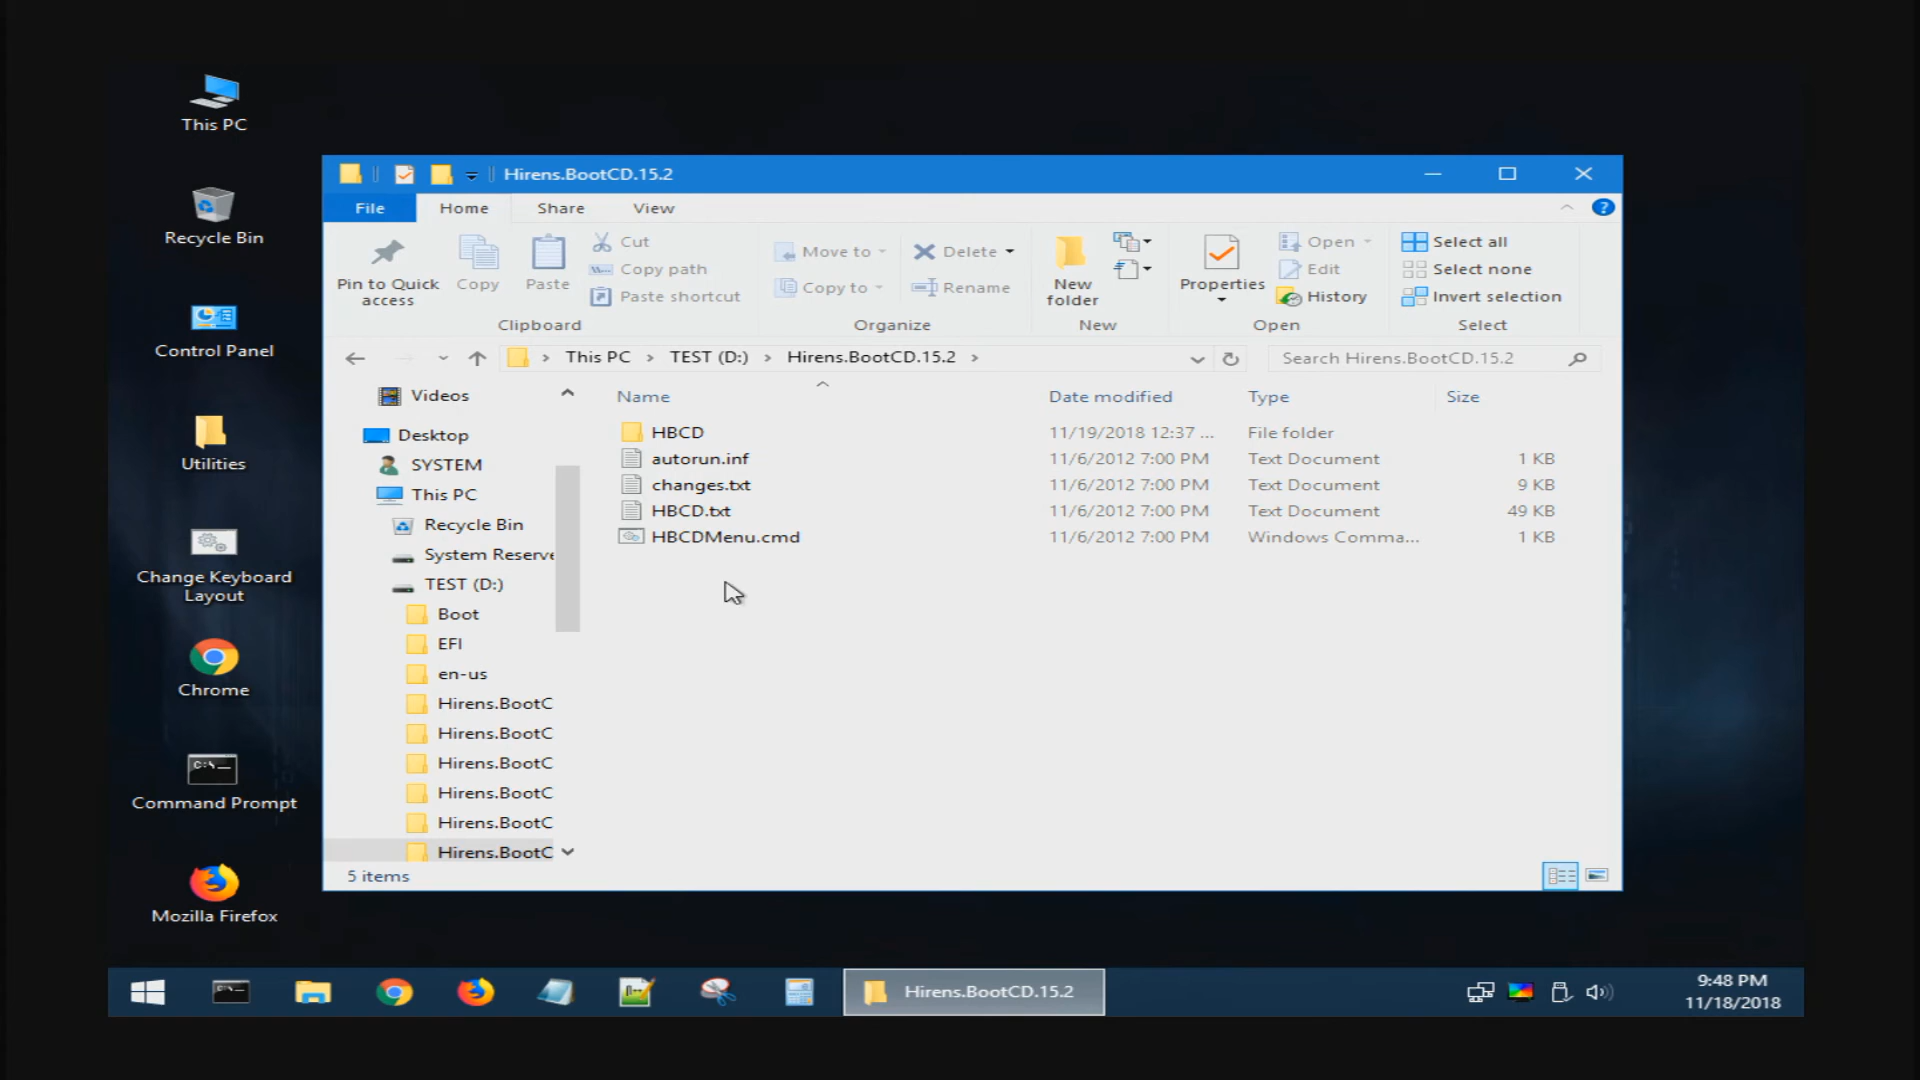 This PC
Recycle Bin
Control Panel
Utilities
Change Keyboard
Layout
Chrome
Command Prompt
Mozilla Firefox
Hirens.BootCD.15.2
File
Home
Share
View
Pin to Quick
access
Copy
Paste
Cut
Copy path
Paste shortcut
Clipboard
Move to
Copy to
Delete
Rename
Organize
New
folder
New
Properties
Open
Edit
History
Open
Select all
Select none
Invert selection
Select
This PC
TEST (D:)
Hirens.BootCD.15.2
Search Hirens.BootCD.15.2
Videos
Desktop
SYSTEM
This PC
Recycle Bin
System Reserve
TEST (D:)
Boot
EFI
en-us
Hirens.BootC
Hirens.BootC
Hirens.BootC
Hirens.BootC
Hirens.BootC
Hirens.BootC
Name Date modified Type Size
HBCD 11/19/2018 12:37 ... File folder
autorun.inf 11/6/2012 7:00 PM Text Document 1 KB
changes.txt 11/6/2012 7:00 PM Text Document 9 KB
HBCD.txt 11/6/2012 7:00 PM Text Document 49 KB
HBCDMenu.cmd 11/6/2012 7:00 PM Windows Comma... 1 KB
5 items
Hirens.BootCD.15.2
9:48 PM
11/18/2018